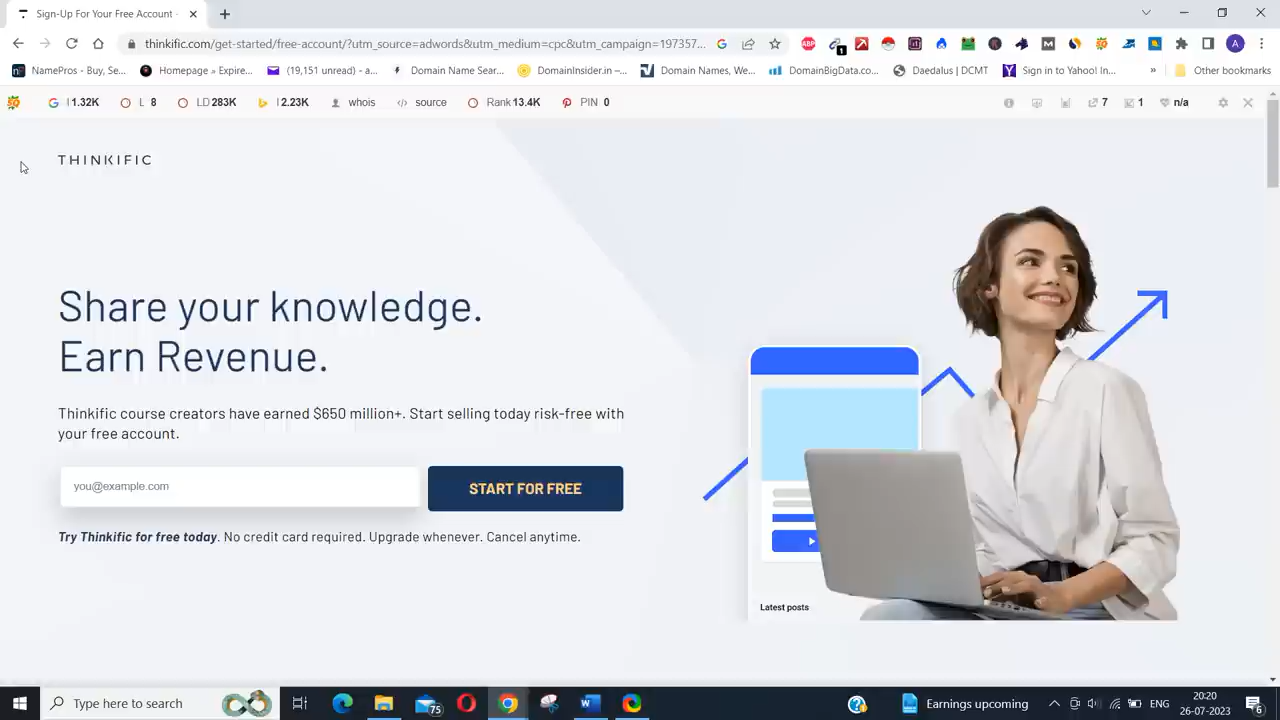 Sign-Up For Your Free Account -
thinkific.com/get-started-free-account/?utm_source=adwords&utm_medium=cpc&utm_campaign=197357...
ABP
1
A
NamePros - Buy, Se...
Homepage » Expire...
(19,151 unread) - a...
Domain Name Sear...
DomainInsider.in –...
Domain Names, We...
DomainBigData.co...
Daedalus | DCMT
Sign in to Yahoo! In...
»
Other bookmarks
I 1.32K
L 8
LD 283K
I 2.23K
whois
source
Rank 13.4K
PIN 0
7
1
n/a
THINKIFIC
Share your knowledge.
Earn Revenue.
Thinkific course creators have earned $650 million+. Start selling today risk-free with
your free account.
you@example.com
START FOR FREE
Try Thinkific for free today. No credit card required. Upgrade whenever. Cancel anytime.
Latest posts
Type here to search
75
Earnings upcoming
ENG
20:20
26-07-2023
6